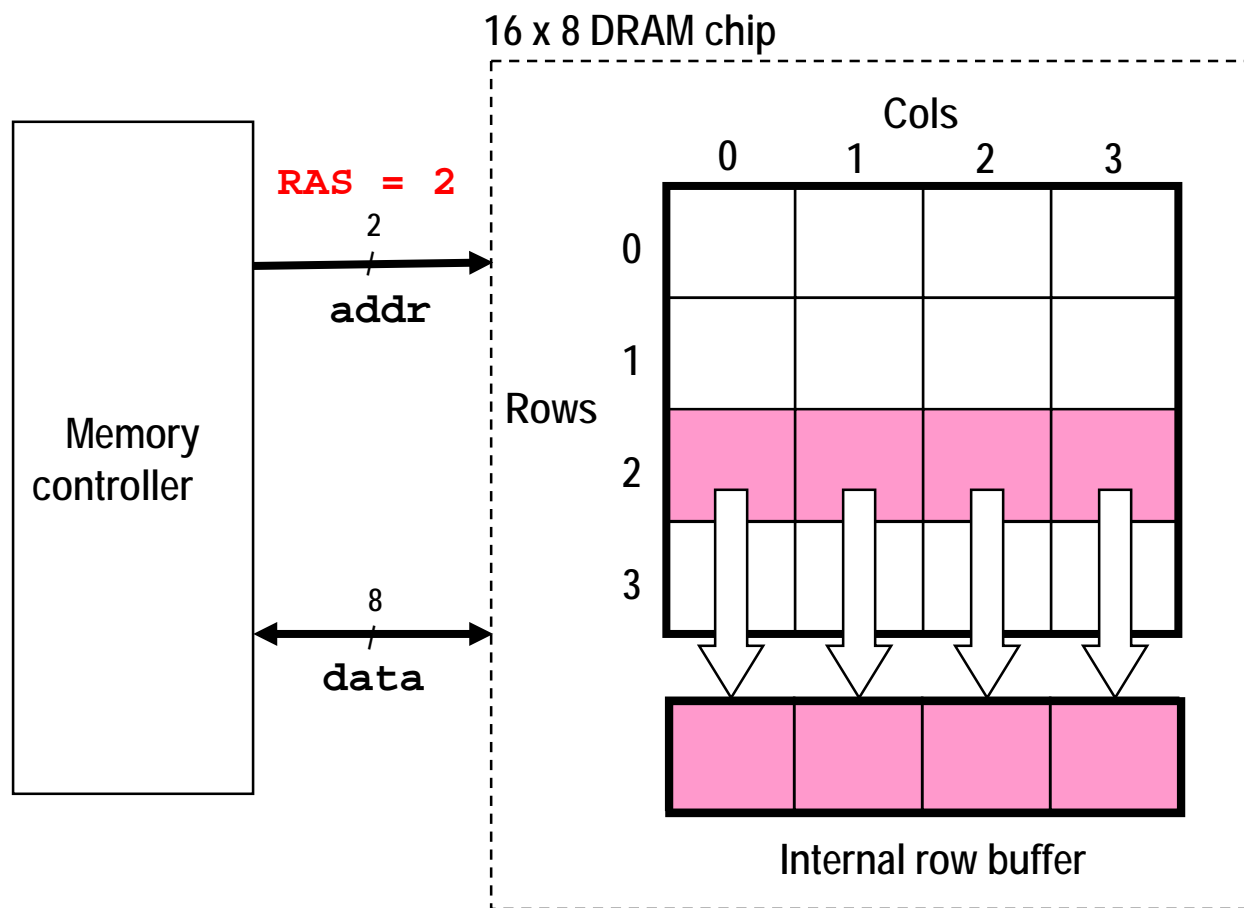 16 x 8 DRAM chip
Cols
0 1 2 3
RAS = 2
2
addr
0
1
Rows
2
3
Memory
controller
8
data
Internal row buffer